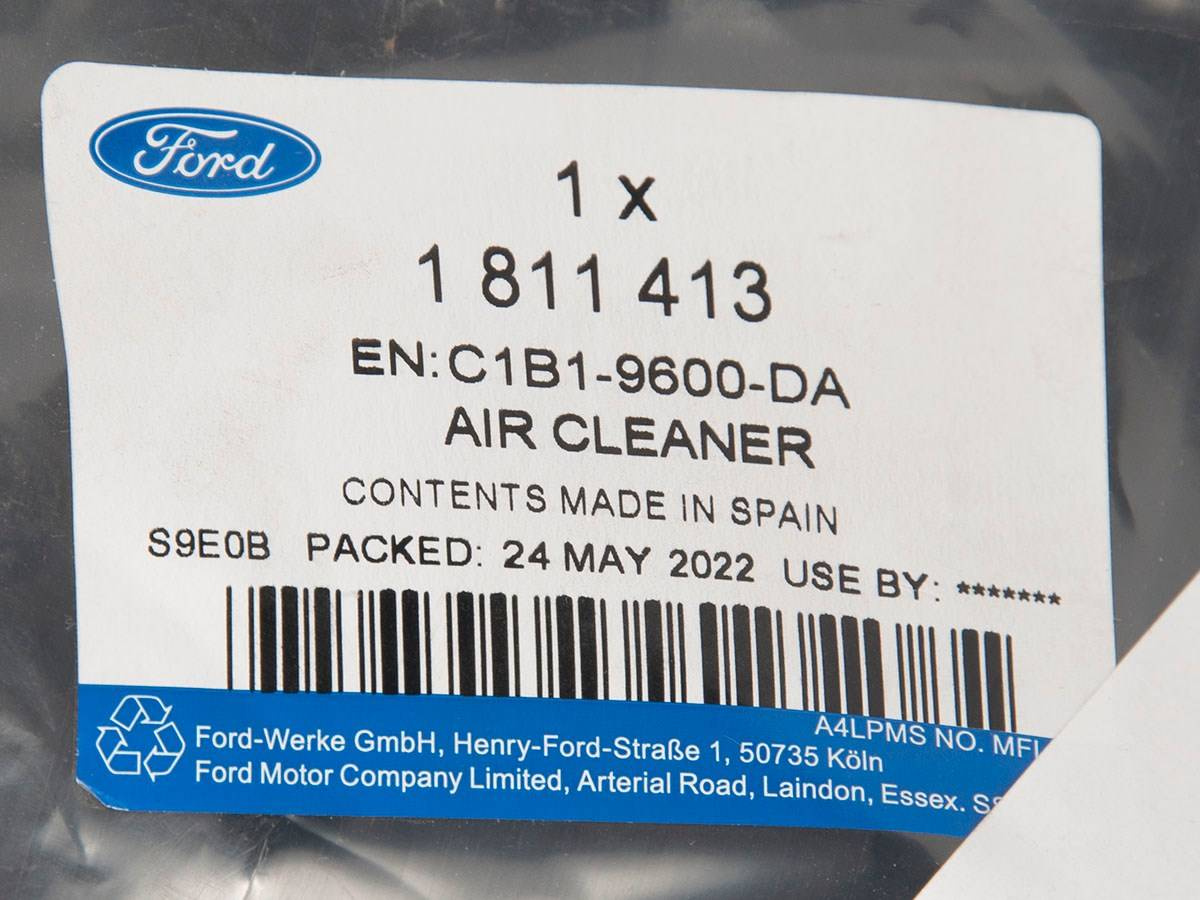 Ford
1 x
1 811 413
EN:C1B1-9600-DA
AIR CLEANER
CONTENTS MADE IN SPAIN
S9E0B PACKED: 24 MAY 2022 USE BY: *******
A4LPMS NO. MFI
Ford-Werke GmbH, Henry-Ford-Straße 1, 50735 Köln
Ford Motor Company Limited, Arterial Road, Laindon, Essex.